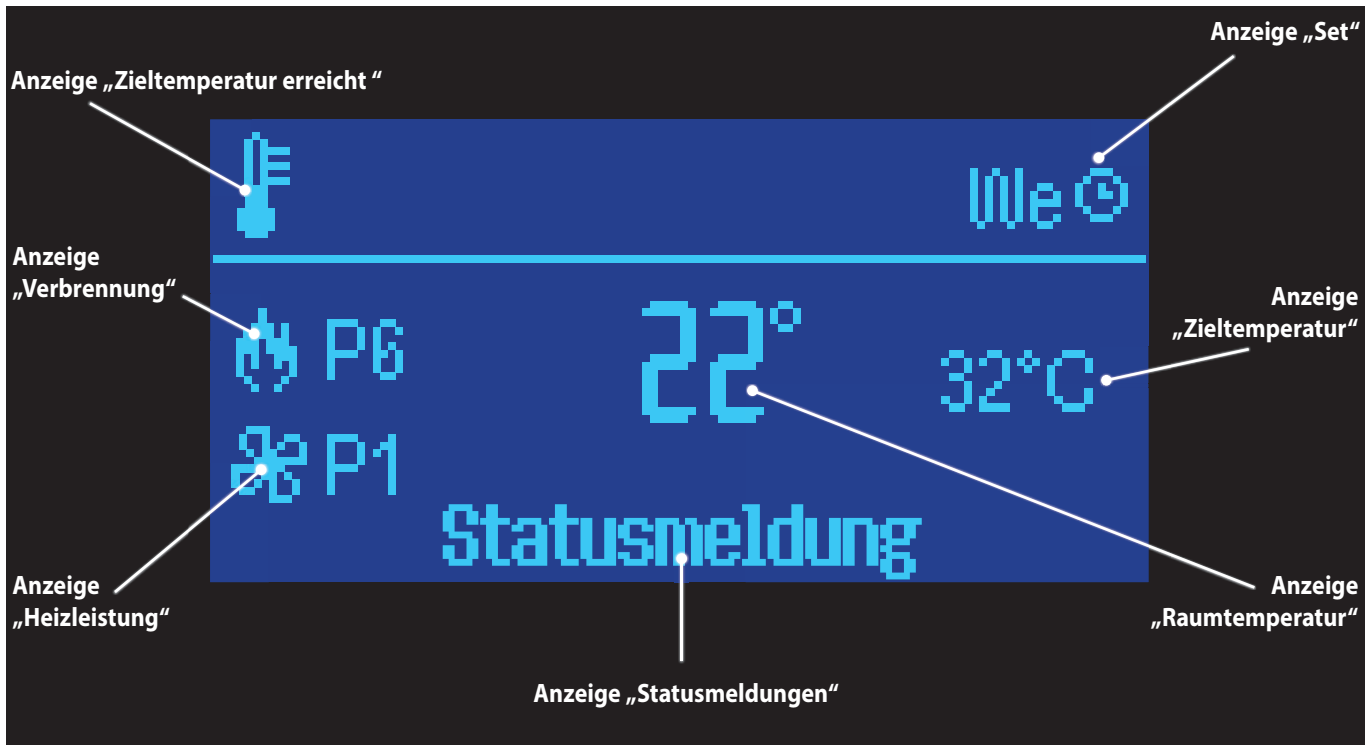 Anzeige „Set“
Anzeige „Zieltemperatur erreicht “
We
Anzeige
„Verbrennung“
P6
22°
Anzeige
„Zieltemperatur“
32°C
P1
Statusmeldung
Anzeige
„Heizleistung“
Anzeige
„Raumtemperatur“
Anzeige „Statusmeldungen“